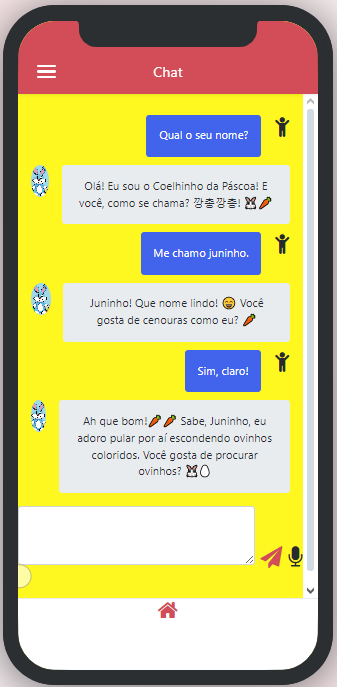 Chat
Qual o seu nome?
Olá! Eu sou o Coelhinho da Páscoa! E
você, como se chama? 깡충깡충! 🐰🥕
Me chamo juninho.
Juninho! Que nome lindo! 😄 Você
gosta de cenouras como eu? 🥕
Sim, claro!
Ah que bom!🥕🥕 Sabe, Juninho, eu
adoro pular por aí escondendo ovinhos
coloridos. Você gosta de procurar
ovinhos? 🐰🥚